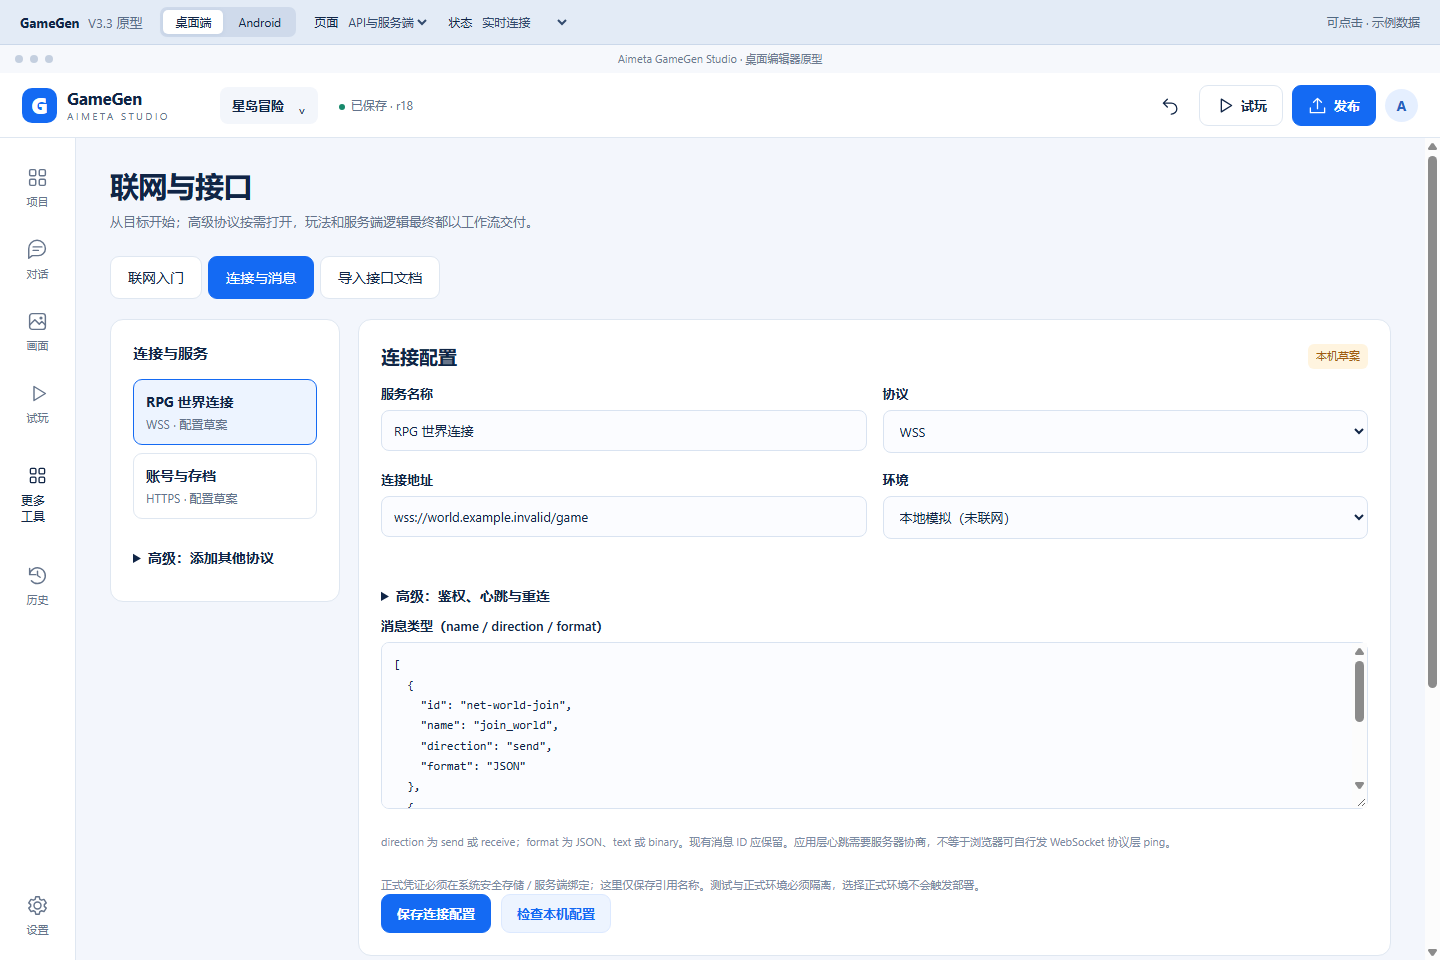 GameGen V3.3 原型 桌面端 Android 页面 API与服务端 状态 实时连接 可点击 · 示例数据
Aimeta GameGen Studio · 桌面编辑器原型
G GameGen
AIMETA STUDIO
星岛冒险 已保存 · r18 试玩 发布 A
项目
对话
画面
试玩
更多
工具
历史
设置
联网与接口
从目标开始；高级协议按需打开，玩法和服务端逻辑最终都以工作流交付。
联网入门 连接与消息 导入接口文档
连接与服务
RPG 世界连接
WSS · 配置草案
账号与存档
HTTPS · 配置草案
高级：添加其他协议
连接配置 本机草案
服务名称 协议
RPG 世界连接 WSS
连接地址 环境
wss://world.example.invalid/game 本地模拟（未联网）
高级：鉴权、心跳与重连
消息类型（name / direction / format）
[
{
"id": "net-world-join",
"name": "join_world",
"direction": "send",
"format": "JSON"
},
{
direction 为 send 或 receive；format 为 JSON、text 或 binary。现有消息 ID 应保留。应用层心跳需要服务器协商，不等于浏览器可自行发 WebSocket 协议层 ping。
正式凭证必须在系统安全存储 / 服务端绑定；这里仅保存引用名称。测试与正式环境必须隔离，选择正式环境不会触发部署。
保存连接配置 检查本机配置